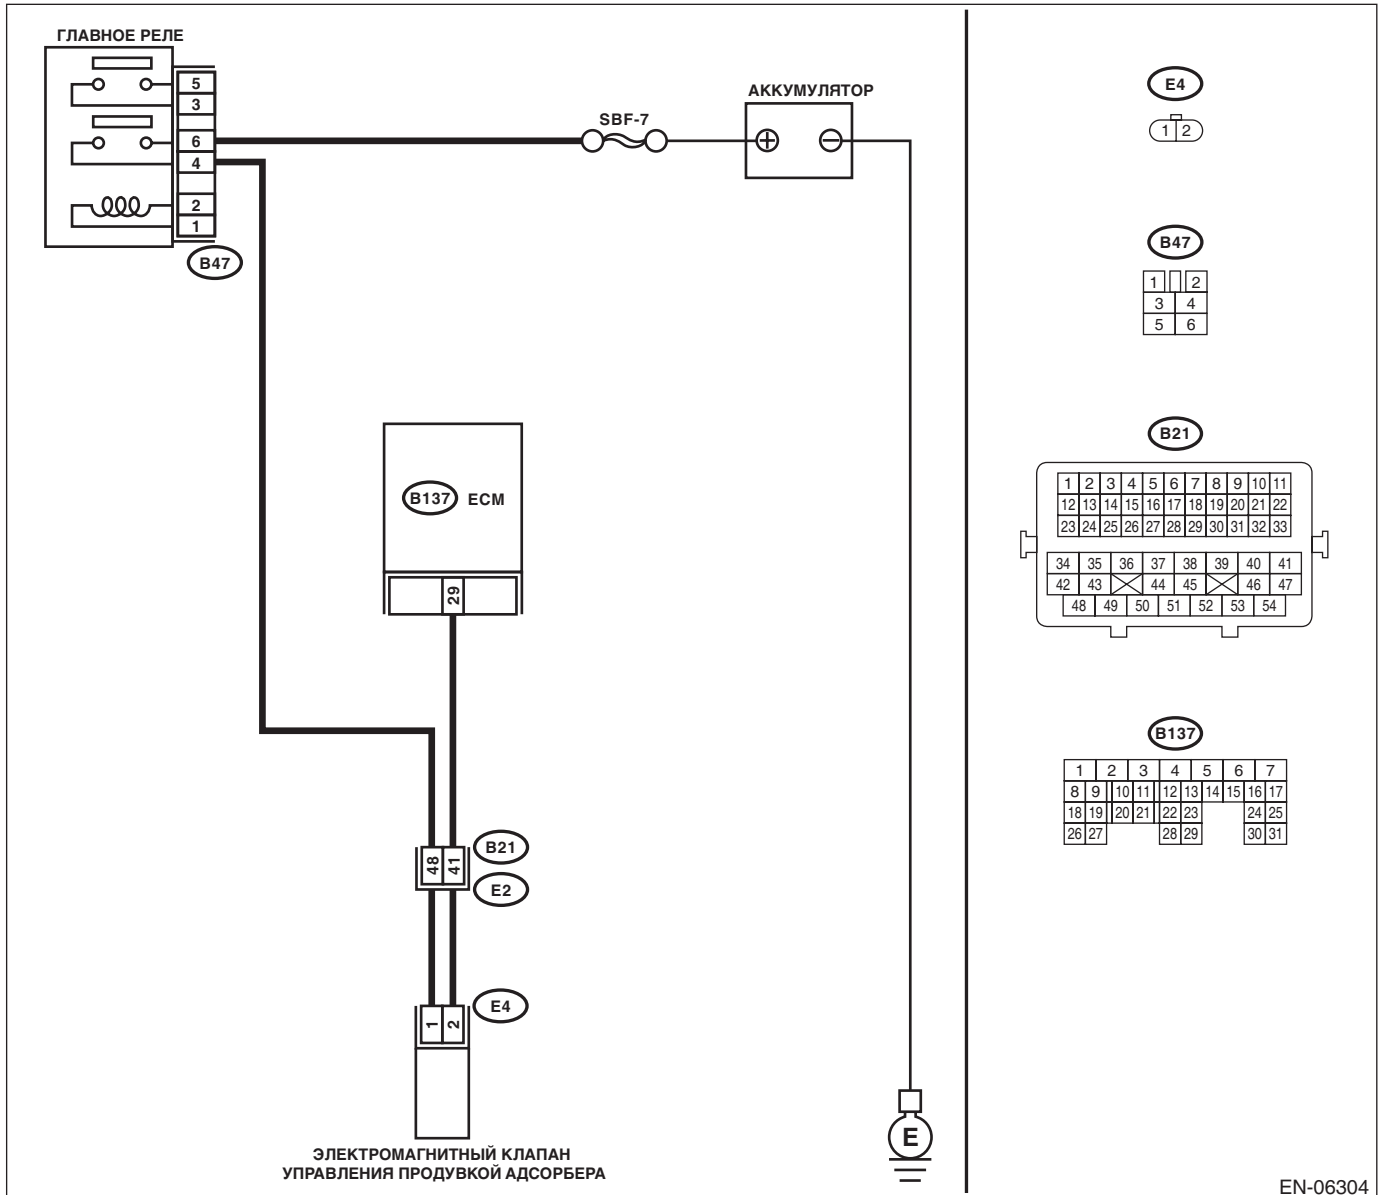 ГЛАВНОЕ РЕЛЕ
5
3
6
4
2
1
B47
SBF-7
АККУМУЛЯТОР
+
−
B137 ECM
29
48 41
B21
E2
E4
1 2
ЭЛЕКТРОМАГНИТНЫЙ КЛАПАН
УПРАВЛЕНИЯ ПРОДУВКОЙ АДСОРБЕРА
E
E4
1 2
B47
1 2
3 4
5 6
B21
1 2 3 4 5 6 7 8 9 10 11
12 13 14 15 16 17 18 19 20 21 22
23 24 25 26 27 28 29 30 31 32 33
34 35 36 37 38 39 40 41
42 43 44 45 46 47
48 49 50 51 52 53 54
B137
1 2 3 4 5 6 7
8 9 10 11 12 13 14 15 16 17
18 19 20 21 22 23 24 25
26 27 28 29 30 31
EN-06304